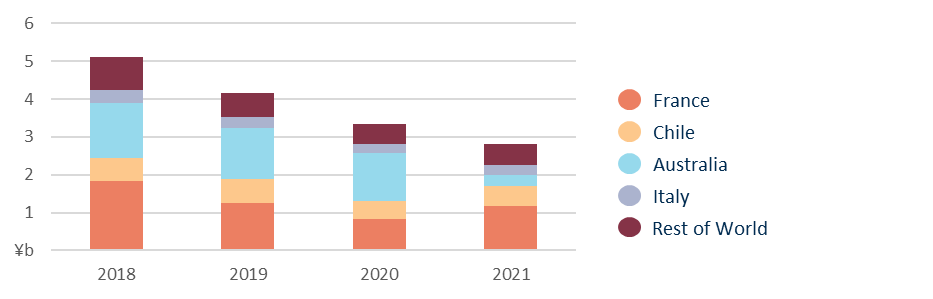 6
5
4
3
2
1
¥b
2018 2019 2020 2021
France
Chile
Australia
Italy
Rest of World